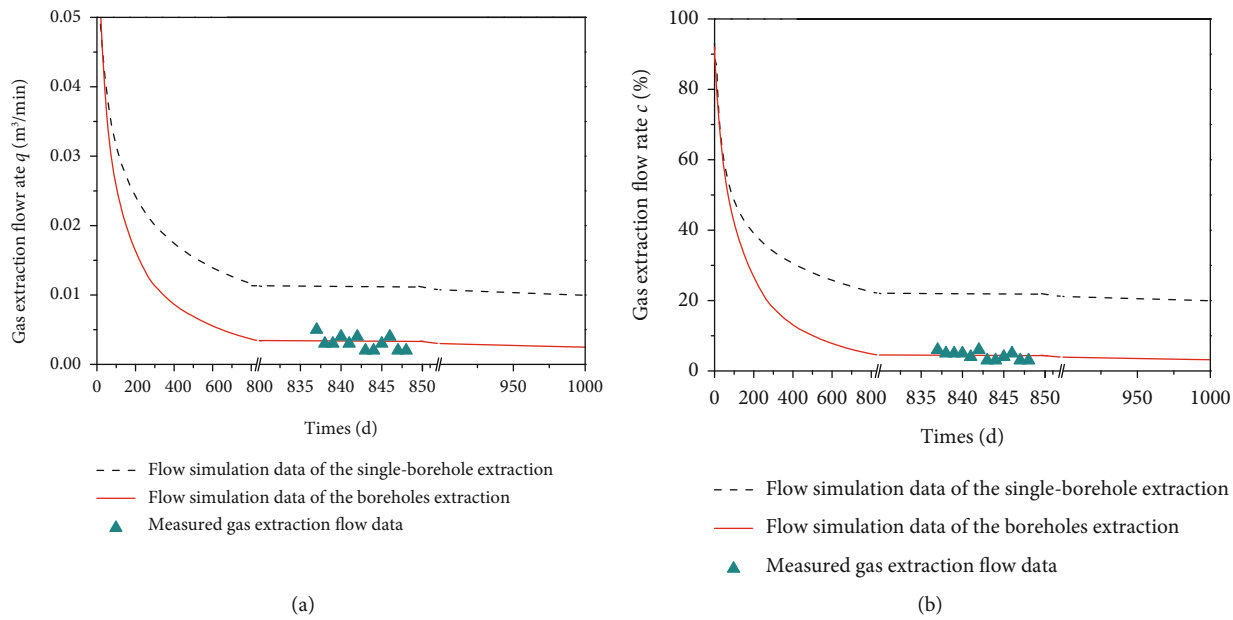 0.05
0.04
0.03
0.02
0.01
0.00
Gas extraction flowr ate q (m³/min)
0 200 400 600 800 835 840 845 850 950 1000
Times (d)
Flow simulation data of the single-borehole extraction
Flow simulation data of the boreholes extraction
Measured gas extraction flow data
(a)
100
80
60
40
20
0
Gas extraction flow rate c (%)
0 200 400 600 800 835 840 845 850 950 1000
Times (d)
Flow simulation data of the single-borehole extraction
Flow simulation data of the boreholes extraction
Measured gas extraction flow data
(b)